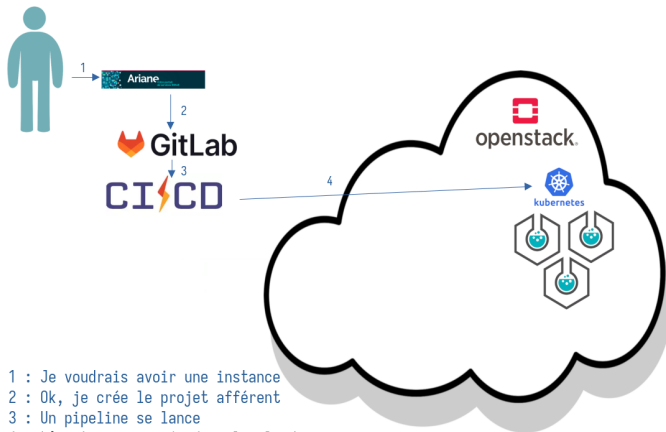 1
Ariane
2
GitLab
3
CI/CD
4
openstack.
kubernetes
1 : Je voudrais avoir une instance
2 : Ok, je crée le projet afférent
3 : Un pipeline se lance